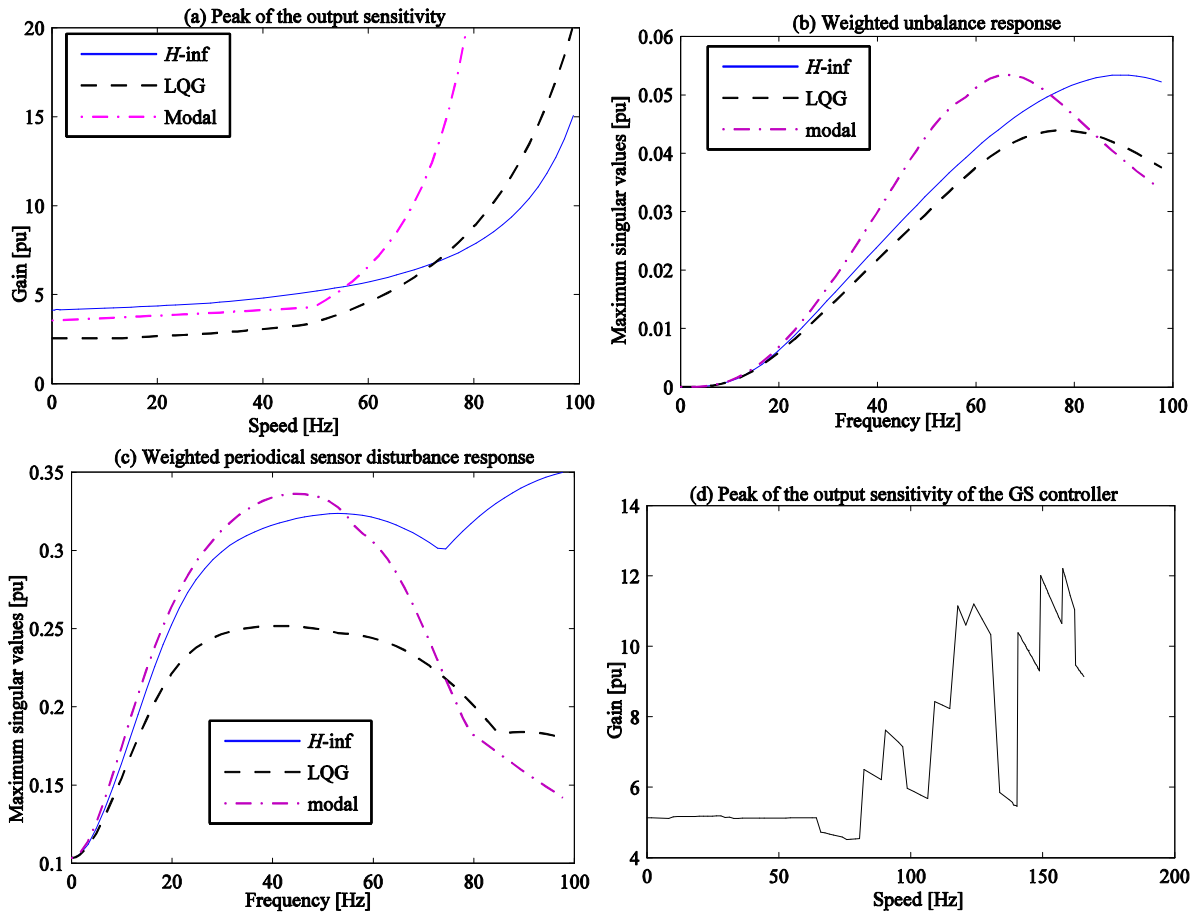 (a) Peak of the output sensitivity
20
15
10
5
0
Gain [pu]
H-inf
LQG
Modal
0 20 40 60 80 100
Speed [Hz]
(b) Weighted unbalance response
0.06
0.05
0.04
0.03
0.02
0.01
0
Maximum singular values [pu]
H-inf
LQG
modal
0 20 40 60 80 100
Frequency [Hz]
(c) Weighted periodical sensor disturbance response
0.35
0.3
0.25
0.2
0.15
0.1
Maximum singular values [pu]
H-inf
LQG
modal
0 20 40 60 80 100
Frequency [Hz]
(d) Peak of the output sensitivity of the GS controller
14
12
10
8
6
4
Gain [pu]
0 50 100 150 200
Speed [Hz]